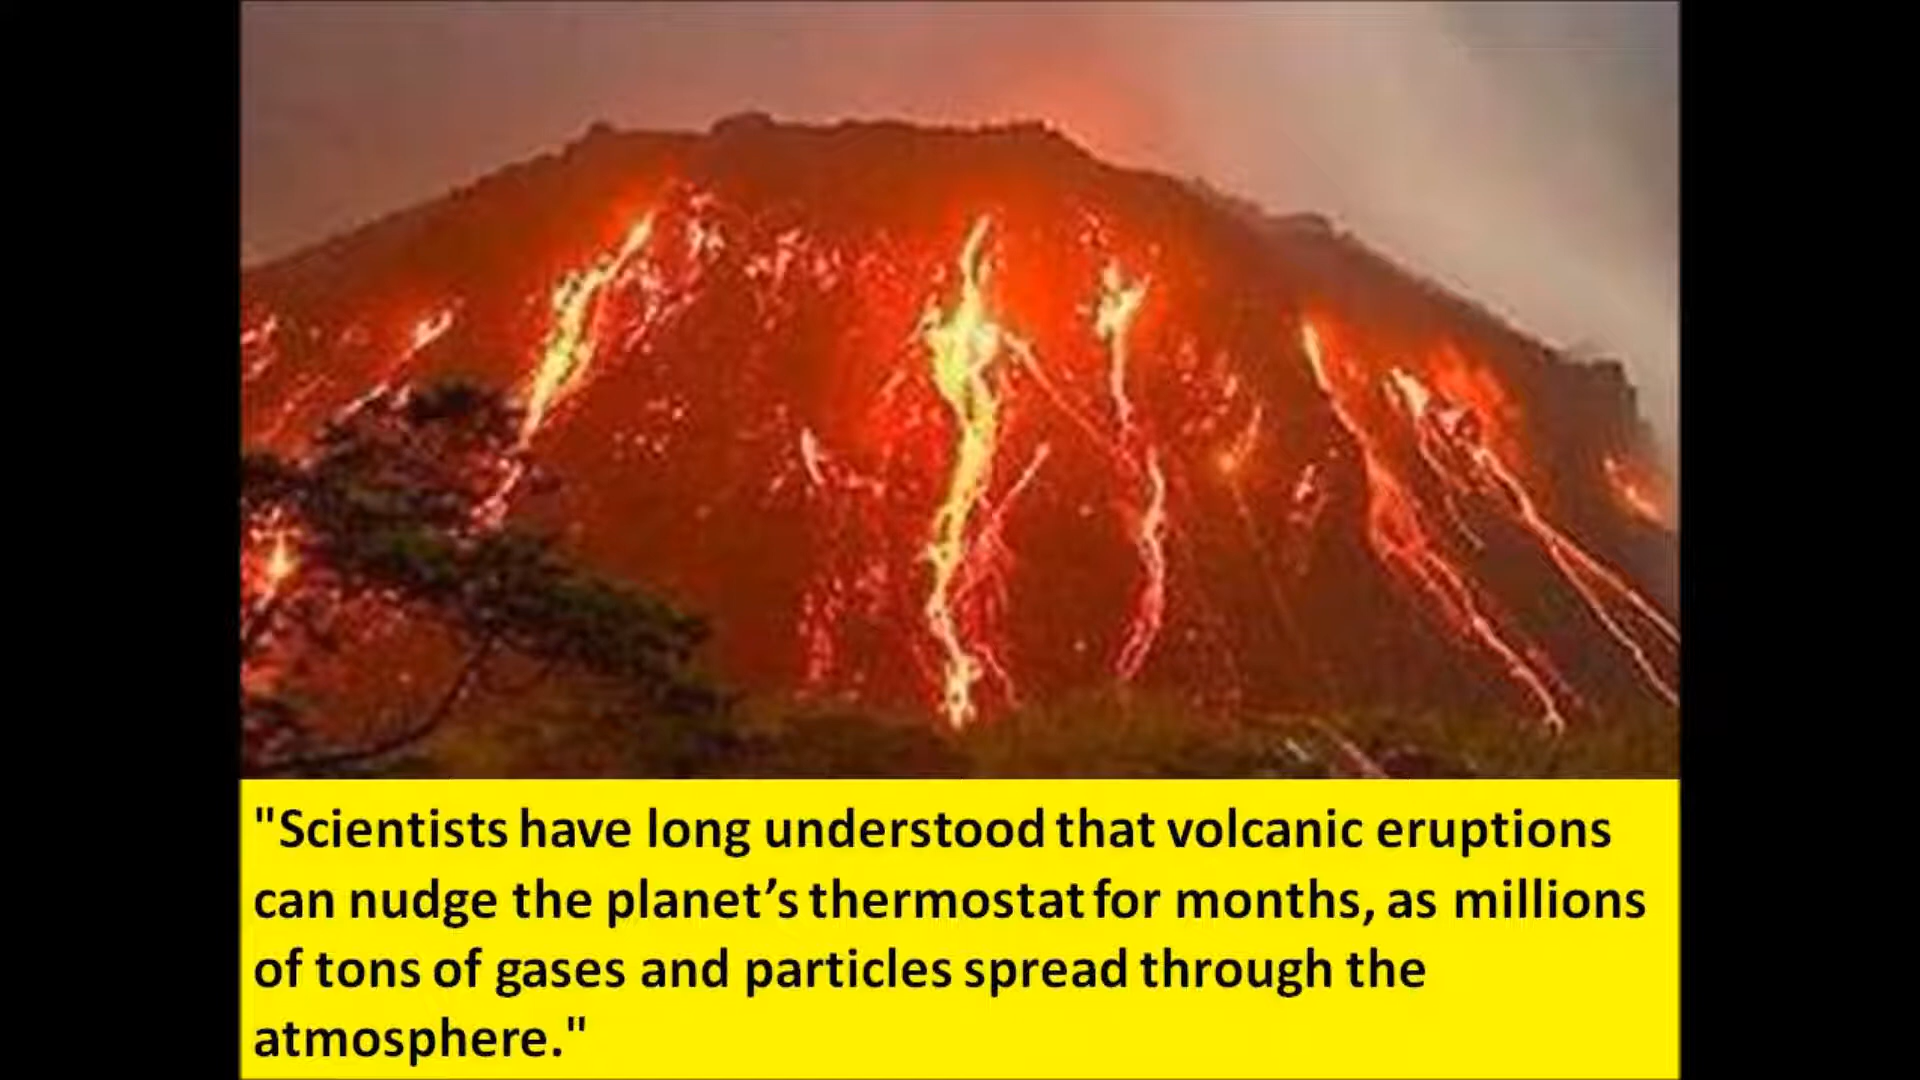 "Scientists have long understood that volcanic eruptions
can nudge the planet’s thermostat for months, as millions
of tons of gases and particles spread through the
atmosphere."